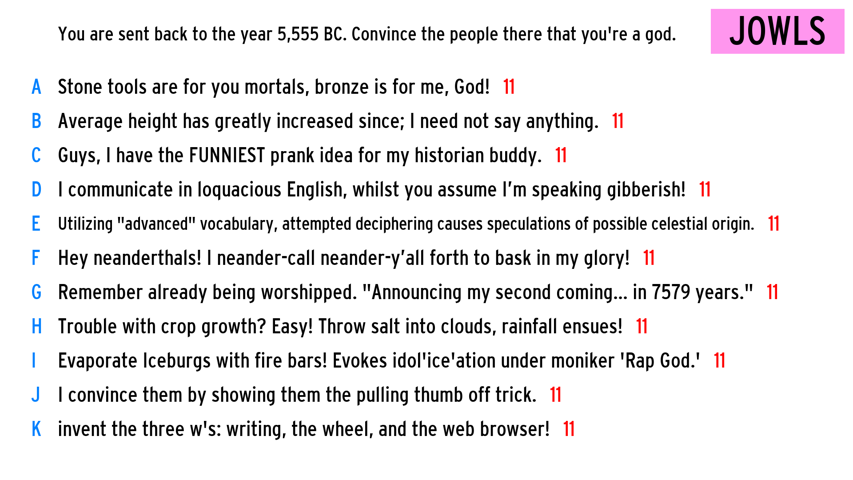 You are sent back to the year 5,555 BC. Convince the people there that you're a god.
JOWLS
A Stone tools are for you mortals, bronze is for me, God! 11
B Average height has greatly increased since; I need not say anything. 11
C Guys, I have the FUNNIEST prank idea for my historian buddy. 11
D I communicate in loquacious English, whilst you assume I’m speaking gibberish! 11
E Utilizing "advanced" vocabulary, attempted deciphering causes speculations of possible celestial origin. 11
F Hey neanderthals! I neander-call neander-y’all forth to bask in my glory! 11
G Remember already being worshipped. "Announcing my second coming... in 7579 years." 11
H Trouble with crop growth? Easy! Throw salt into clouds, rainfall ensues! 11
I Evaporate Iceburgs with fire bars! Evokes idol'ice'ation under moniker 'Rap God.' 11
J I convince them by showing them the pulling thumb off trick. 11
K invent the three w's: writing, the wheel, and the web browser! 11